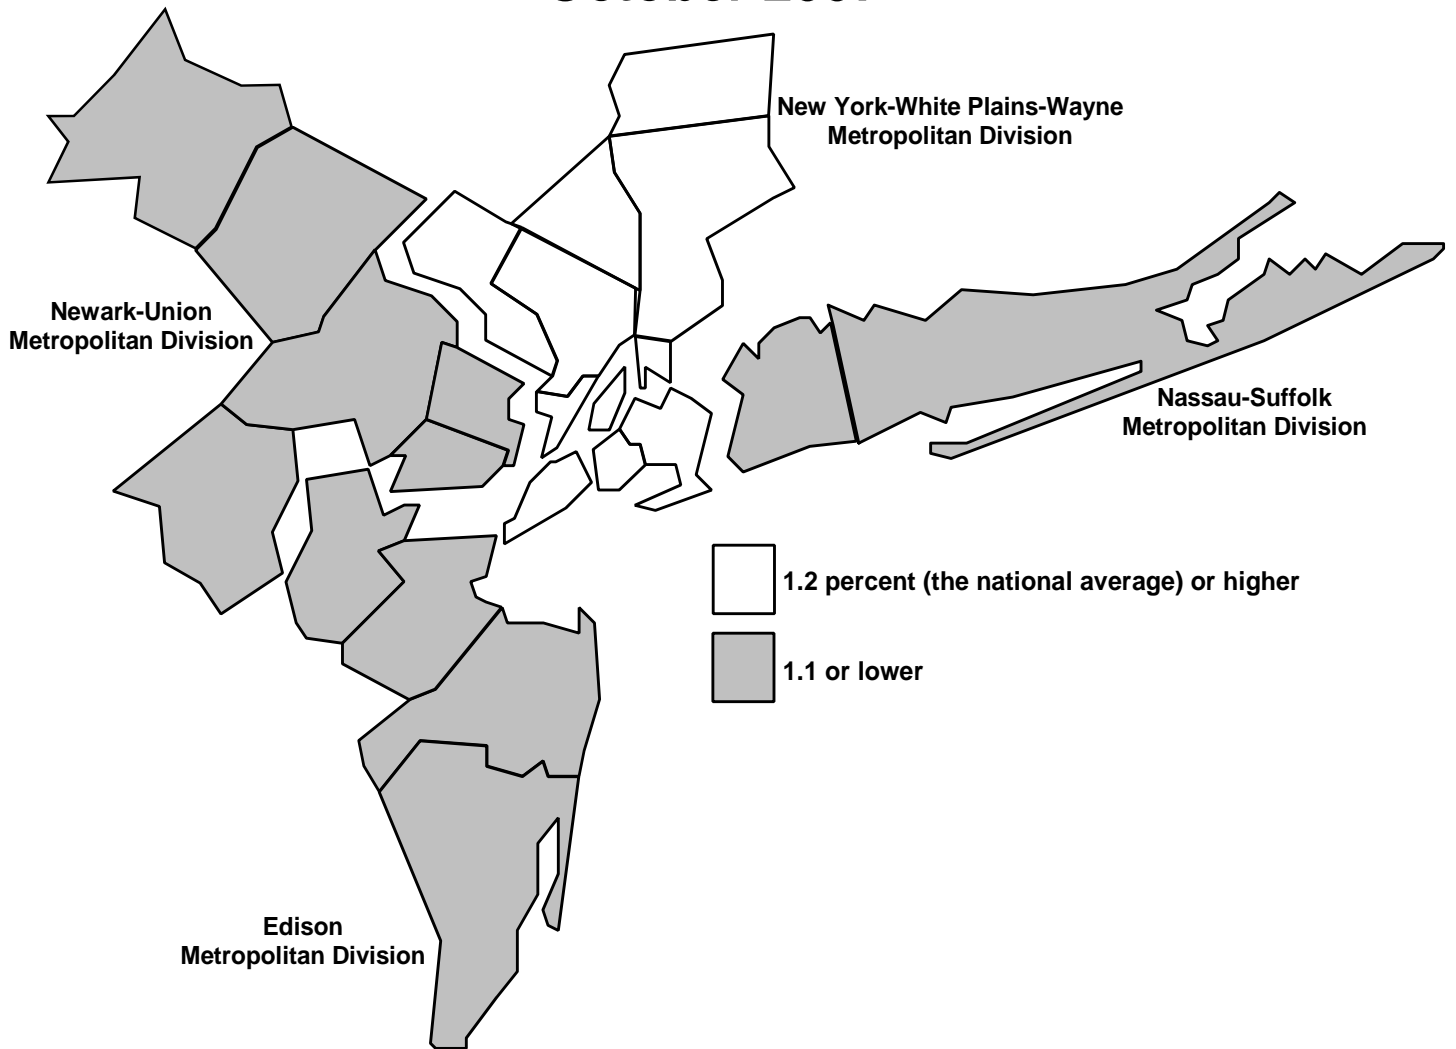 New York-White Plains-Wayne
Metropolitan Division
Newark-Union
Metropolitan Division
Nassau-Suffolk
Metropolitan Division
1.2 percent (the national average) or higher
1.1 or lower
Edison
Metropolitan Division